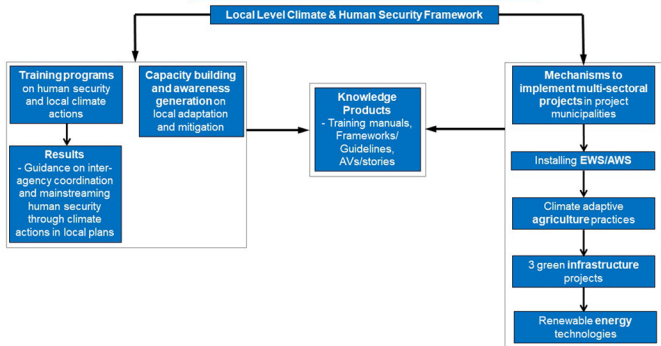 Local Level Climate & Human Security Framework
Training programs
on human security
and local climate
actions
Capacity building
and awareness
generation on
local adaptation
and mitigation
Results
- Guidance on inter-
agency coordination
and mainstreaming
human security
through climate
actions in local plans
Knowledge
Products
- Training manuals,
Frameworks/
Guidelines,
AVs/stories
Mechanisms to
implement multi-sectoral
projects in project
municipalities
Installing EWS/AWS
Climate adaptive
agriculture practices
3 green infrastructure
projects
Renewable energy
technologies